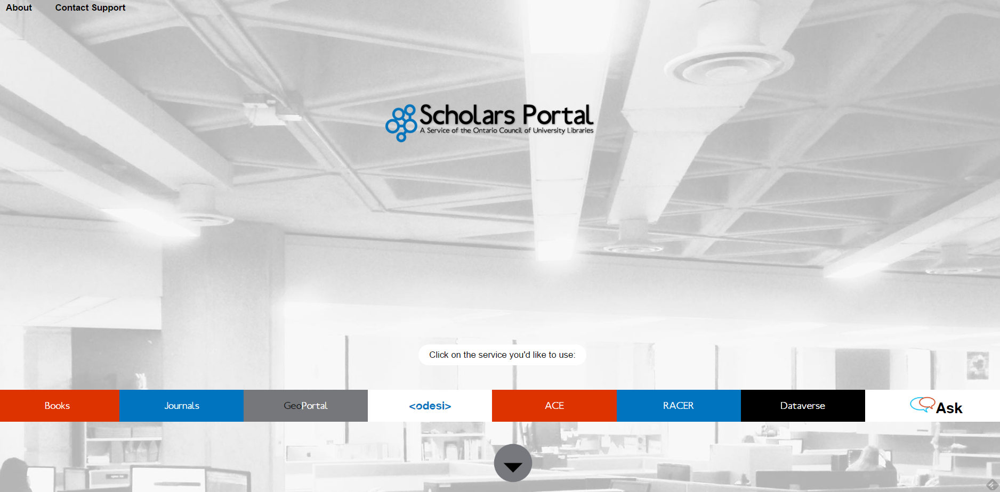 About
Contact Support
Scholars Portal
A Service of the Ontario Council of University Libraries
Click on the service you'd like to use:
Books
Journals
GeoPortal
<odesi>
ACE
RACER
Dataverse
Ask